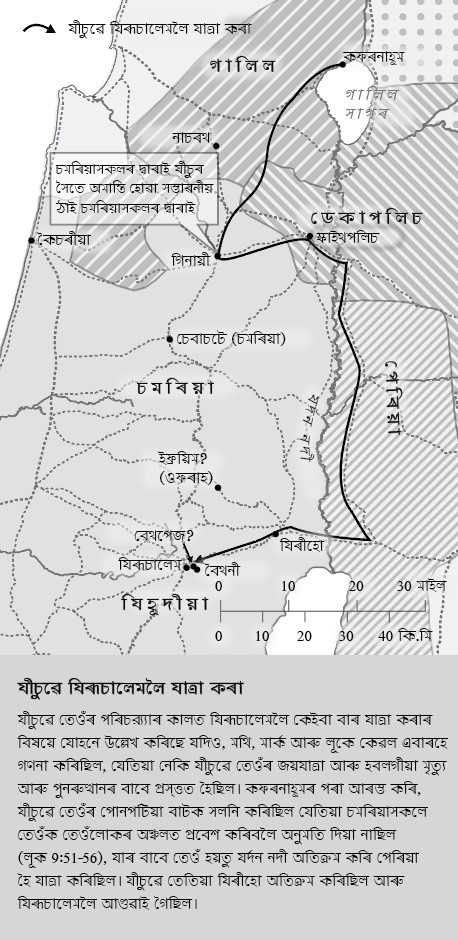 যীচুৱে যিৰূচালেমলৈ যাত্ৰা কৰা
কফৰনাহূম
গালিল
গালিল
সাগৰ
নাচৰথ
চমৰিয়াসকলৰ দ্বাৰাই যীচুৰ
সৈতে অশান্তি হোৱা সম্ভাৱনীয়
ঠাই চমৰিয়াসকলৰ দ্বাৰাই
ডেকাপলিচ
স্কাইথপলিচ
কৈচৰীয়া
গিনায়ী
চেবাচটে (চমৰিয়া)
পেৰিয়া
চমৰিয়া
যৰ্দন নদী
ইফ্ৰয়িম?
(ওফৰাহ)
বেথপেজ?
যিৰীহো
যিৰূচালেম
বৈথনী
যিহূদীয়া
0 10 20 30 মাইল
0 10 20 30 40 কি.মি
যীচুৱে যিৰূচালেমলৈ যাত্ৰা কৰা
যীচুৱে তেওঁৰ পৰিচৰ্য্যাৰ কালত যিৰূচালেমলৈ কেইবা বাৰ যাত্ৰা কৰাৰ
বিষয়ে যোহনে উল্লেখ কৰিছে যদিও, মথি, মাৰ্ক আৰু লূকে কেৱল এবাৰহে
গণনা কৰিছিল, যেতিয়া নেকি যীচুৱে তেওঁৰ জয়যাত্ৰা আৰু হবলগীয়া মৃত্যু
আৰু পুনৰুত্থানৰ বাবে প্ৰস্তুত হৈছিল। কফৰনাহূমৰ পৰা আৰম্ভ কৰি,
যীচুৱে তেওঁৰ পোনপটিয়া বাটক সলনি কৰিছিল যেতিয়া চমৰিয়াসকলে
তেওঁক তেওঁলোকৰ অঞ্চলত প্ৰবেশ কৰিবলৈ অনুমতি দিয়া নাছিল
(লূক 9:51-56), যাৰ বাবে তেওঁ হয়তু যৰ্দন নদী অতিক্ৰম কৰি পেৰিয়া
হৈ যাত্ৰা কৰিছিল। যীচুৱে তেতিয়া যিৰীহো অতিক্ৰম কৰিছিল আৰু
যিৰূচালেমলৈ আগুৱাই গৈছিল।